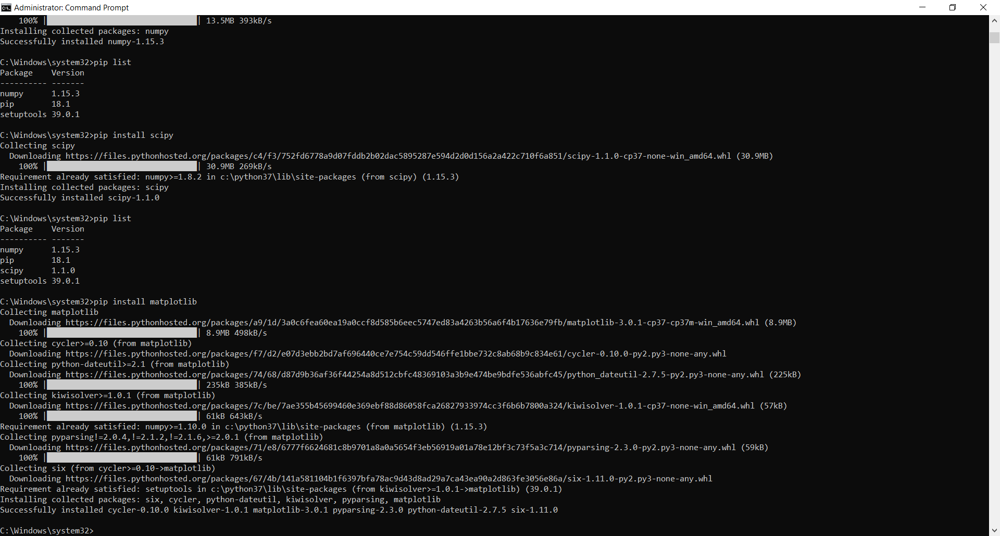 Administrator: Command Prompt
    100% |████████████████████████████████| 13.5MB 393kB/s
Installing collected packages: numpy
Successfully installed numpy-1.15.3

C:\Windows\system32>pip list
Package    Version
---------- -------
numpy      1.15.3
pip        18.1
setuptools 39.0.1

C:\Windows\system32>pip install scipy
Collecting scipy
  Downloading https://files.pythonhosted.org/packages/c4/f3/752fd6778a9d07fddb2b02dac5895287e594d2d0d156a2a422c710f6a851/scipy-1.1.0-cp37-none-win_amd64.whl (30.9MB)
    100% |████████████████████████████████| 30.9MB 269kB/s
Requirement already satisfied: numpy>=1.8.2 in c:\python37\lib\site-packages (from scipy) (1.15.3)
Installing collected packages: scipy
Successfully installed scipy-1.1.0

C:\Windows\system32>pip list
Package    Version
---------- -------
numpy      1.15.3
pip        18.1
scipy      1.1.0
setuptools 39.0.1

C:\Windows\system32>pip install matplotlib
Collecting matplotlib
  Downloading https://files.pythonhosted.org/packages/a9/1d/3a0c6fea60ea19a0ccf8d585b6eec5747ed83a4263b56a6f4b17636e79fb/matplotlib-3.0.1-cp37-cp37m-win_amd64.whl (8.9MB)
    100% |████████████████████████████████| 8.9MB 498kB/s
Collecting cycler>=0.10 (from matplotlib)
  Downloading https://files.pythonhosted.org/packages/f7/d2/e07d3ebb2bd7af696440ce7e754c59dd546ffe1bbe732c8ab68b9c834e61/cycler-0.10.0-py2.py3-none-any.whl
Collecting python-dateutil>=2.1 (from matplotlib)
  Downloading https://files.pythonhosted.org/packages/74/68/d87d9b36af36f44254a8d512cbfc48369103a3b9e474be9bdfe536abfc45/python_dateutil-2.7.5-py2.py3-none-any.whl (225kB)
    100% |████████████████████████████████| 235kB 385kB/s
Collecting kiwisolver>=1.0.1 (from matplotlib)
  Downloading https://files.pythonhosted.org/packages/7c/be/7ae355b45699460e369ebf88d86058fca26827933974cc3f6b6b7800a324/kiwisolver-1.0.1-cp37-none-win_amd64.whl (57kB)
    100% |████████████████████████████████| 61kB 643kB/s
Requirement already satisfied: numpy>=1.10.0 in c:\python37\lib\site-packages (from matplotlib) (1.15.3)
Collecting pyparsing!=2.0.4,!=2.1.2,!=2.1.6,>=2.0.1 (from matplotlib)
  Downloading https://files.pythonhosted.org/packages/71/e8/6777f6624681c8b9701a8a0a5654f3eb56919a01a78e12bf3c73f5a3c714/pyparsing-2.3.0-py2.py3-none-any.whl (59kB)
    100% |████████████████████████████████| 61kB 791kB/s
Collecting six (from cycler>=0.10->matplotlib)
  Downloading https://files.pythonhosted.org/packages/67/4b/141a581104b1f6397bfa78ac9d43d8ad29a7ca43ea90a2d863fe3056e86a/six-1.11.0-py2.py3-none-any.whl
Requirement already satisfied: setuptools in c:\python37\lib\site-packages (from kiwisolver>=1.0.1->matplotlib) (39.0.1)
Installing collected packages: six, cycler, python-dateutil, kiwisolver, pyparsing, matplotlib
Successfully installed cycler-0.10.0 kiwisolver-1.0.1 matplotlib-3.0.1 pyparsing-2.3.0 python-dateutil-2.7.5 six-1.11.0

C:\Windows\system32>